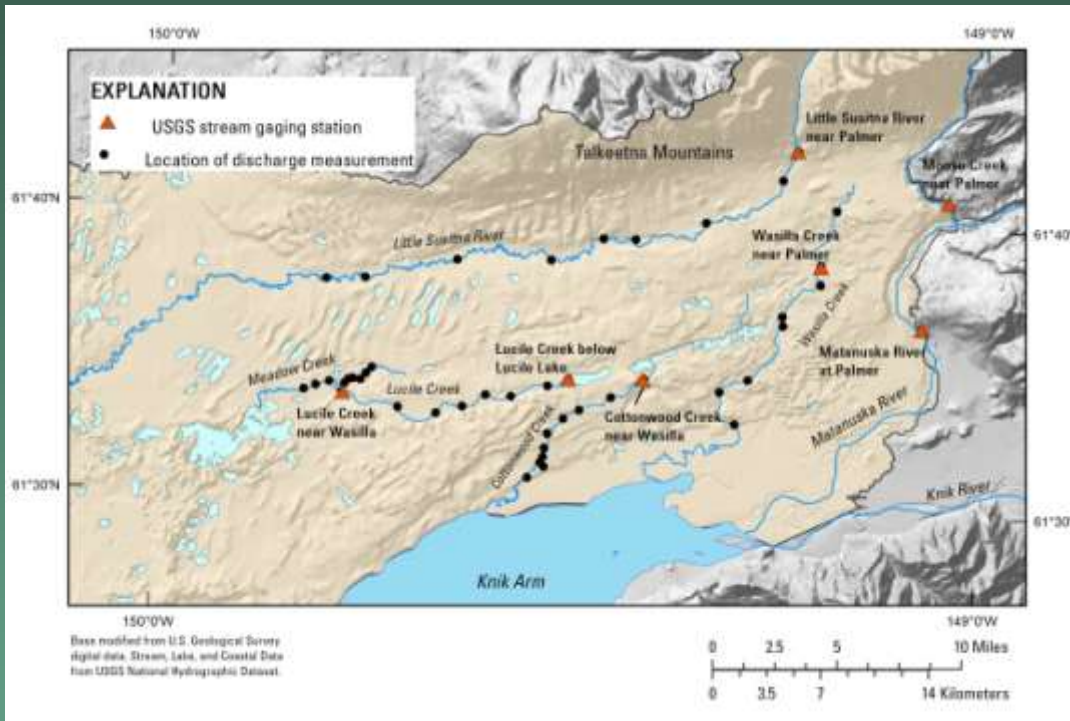 150°0'W
149°0'W
EXPLANATION
USGS stream gaging station
Location of discharge measurement
Little Susitna River
near Palmer
Talkeetna Mountains
Moose Creek
near Palmer
61°40'N
61°40'N
Little Susitna River
Wasilla Creek
near Palmer
Wasilla Creek
Matanuska River
at Palmer
Lucile Creek below
Lucile Lake
Meadow Creek
Lucile Creek
Lucile Creek
near Wasilla
Cottonwood Creek
near Wasilla
Cottonwood Creek
Matanuska River
61°30'N
Knik River
61°30'N
Knik Arm
150°0'W
149°0'W
Base modified from U.S. Geological Survey
digital data. Stream, Lake, and Coastal Data
from USGS National Hydrographic Dataset.
0 2.5 5 10 Miles
0 3.5 7 14 Kilometers